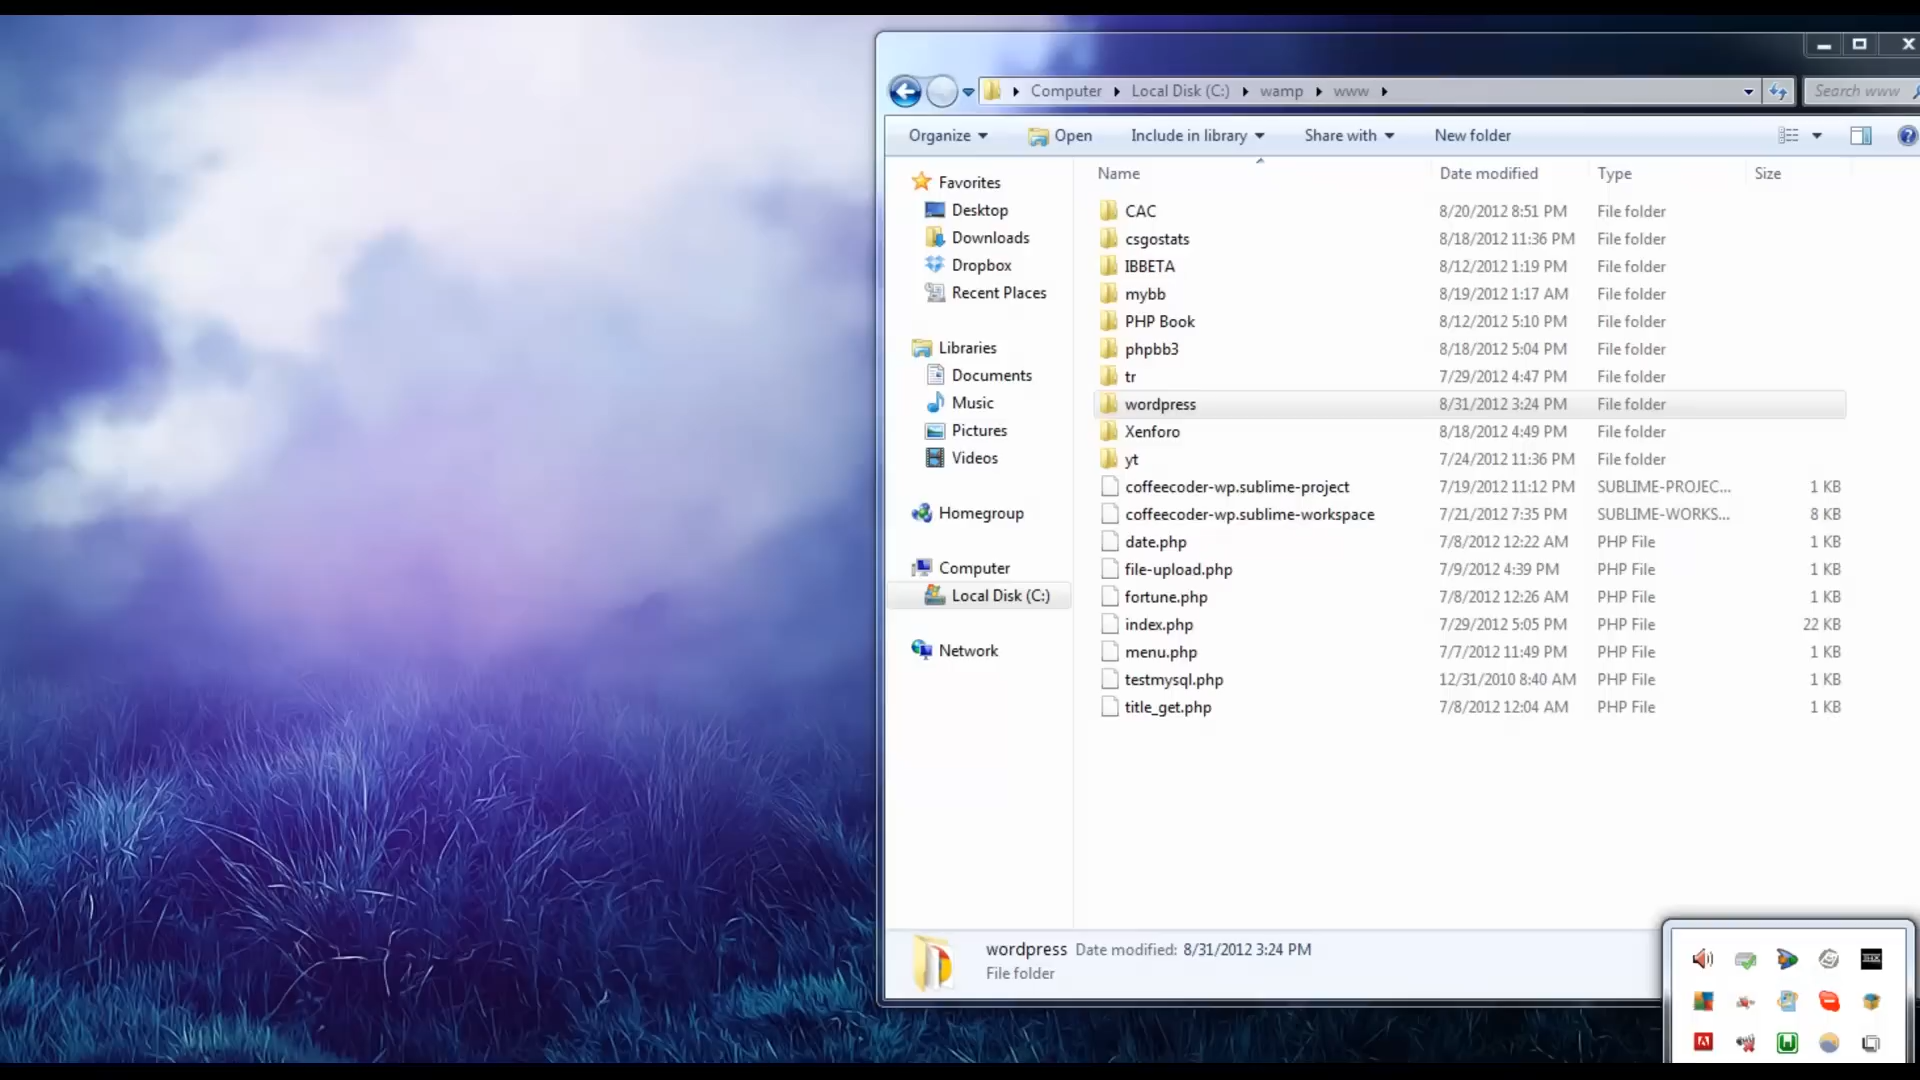 Computer Local Disk (C:) wamp www Search www
Organize Open Include in library Share with New folder
Name Date modified Type Size
Favorites
Desktop
Downloads
Dropbox
Recent Places
Libraries
Documents
Music
Pictures
Videos
Homegroup
Computer
Local Disk (C:)
Network
CAC 8/20/2012 8:51 PM File folder
csgostats 8/18/2012 11:36 PM File folder
IBBETA 8/12/2012 1:19 PM File folder
mybb 8/19/2012 1:17 AM File folder
PHP Book 8/12/2012 5:10 PM File folder
phpbb3 8/18/2012 5:04 PM File folder
tr 7/29/2012 4:47 PM File folder
wordpress 8/31/2012 3:24 PM File folder
Xenforo 8/18/2012 4:49 PM File folder
yt 7/24/2012 11:36 PM File folder
coffeecoder-wp.sublime-project 7/19/2012 11:12 PM SUBLIME-PROJEC... 1 KB
coffeecoder-wp.sublime-workspace 7/21/2012 7:35 PM SUBLIME-WORKS... 8 KB
date.php 7/8/2012 12:22 AM PHP File 1 KB
file-upload.php 7/9/2012 4:39 PM PHP File 1 KB
fortune.php 7/8/2012 12:26 AM PHP File 1 KB
index.php 7/29/2012 5:05 PM PHP File 22 KB
menu.php 7/7/2012 11:49 PM PHP File 1 KB
testmysql.php 12/31/2010 8:40 AM PHP File 1 KB
title_get.php 7/8/2012 12:04 AM PHP File 1 KB
wordpress Date modified: 8/31/2012 3:24 PM
File folder